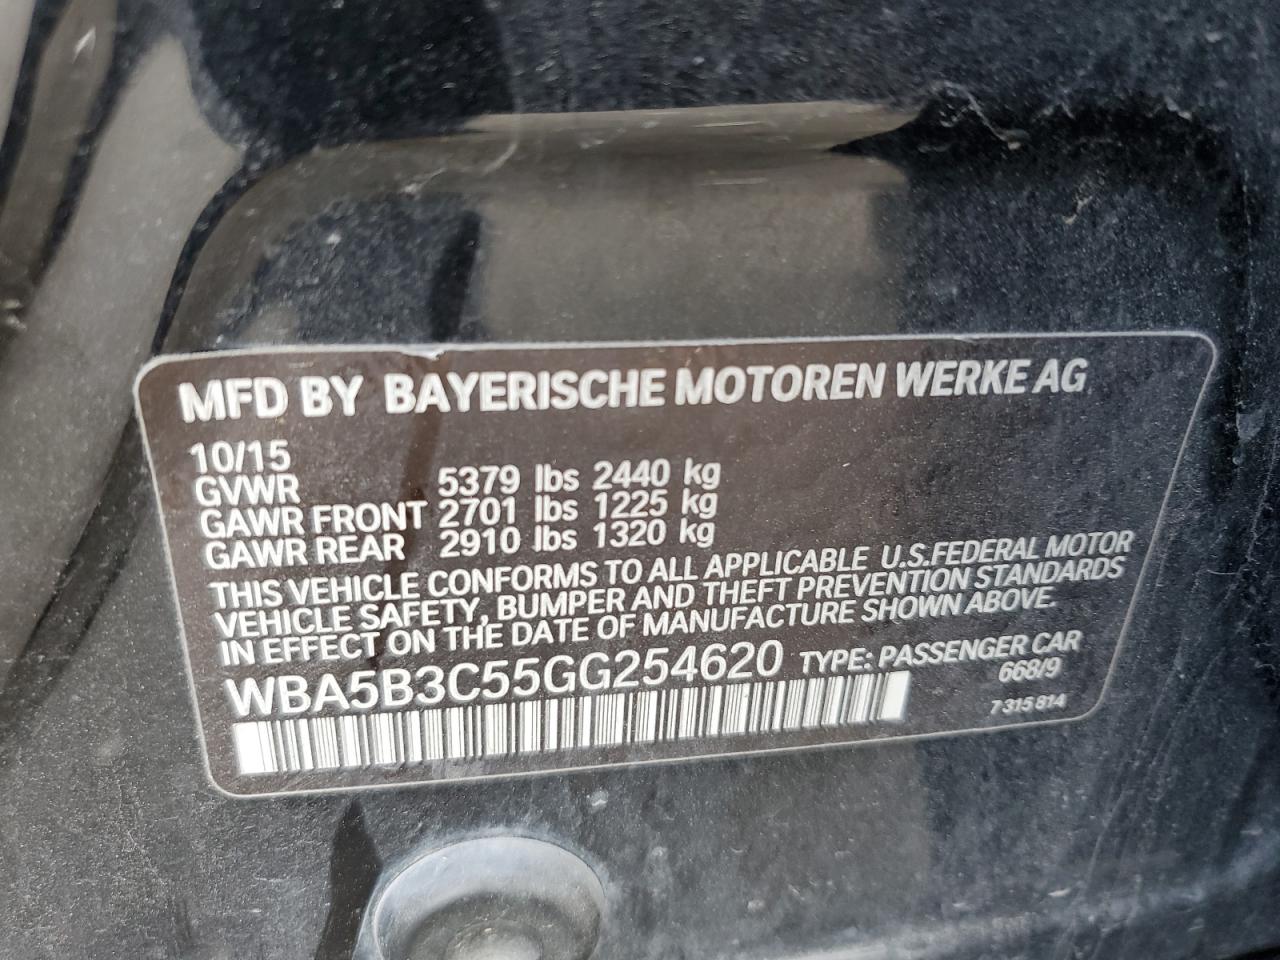 MFD BY BAYERISCHE MOTOREN WERKE AG
10/15
GVWR 5379 lbs 2440 kg
GAWR FRONT 2701 lbs 1225 kg
GAWR REAR 2910 lbs 1320 kg
THIS VEHICLE CONFORMS TO ALL APPLICABLE U.S.FEDERAL MOTOR
VEHICLE SAFETY, BUMPER AND THEFT PREVENTION STANDARDS
IN EFFECT ON THE DATE OF MANUFACTURE SHOWN ABOVE.
WBA5B3C55GG254620 TYPE: PASSENGER CAR
668/9
7 315 814